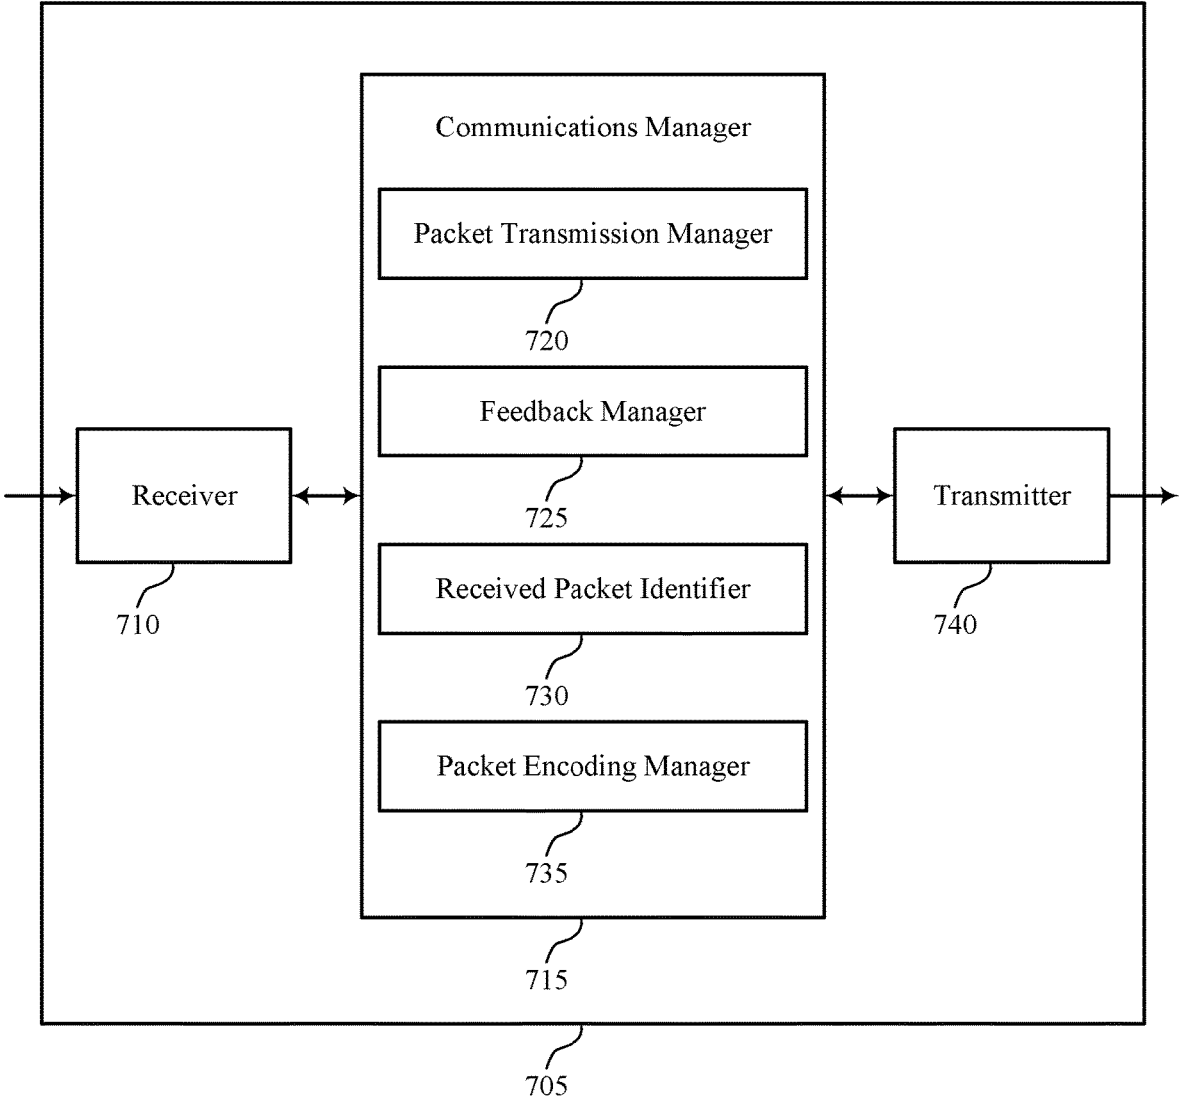 Communications Manager
Packet Transmission Manager
720
Feedback Manager
725
Receiver
710
Transmitter
740
Received Packet Identifier
730
Packet Encoding Manager
735
715
705